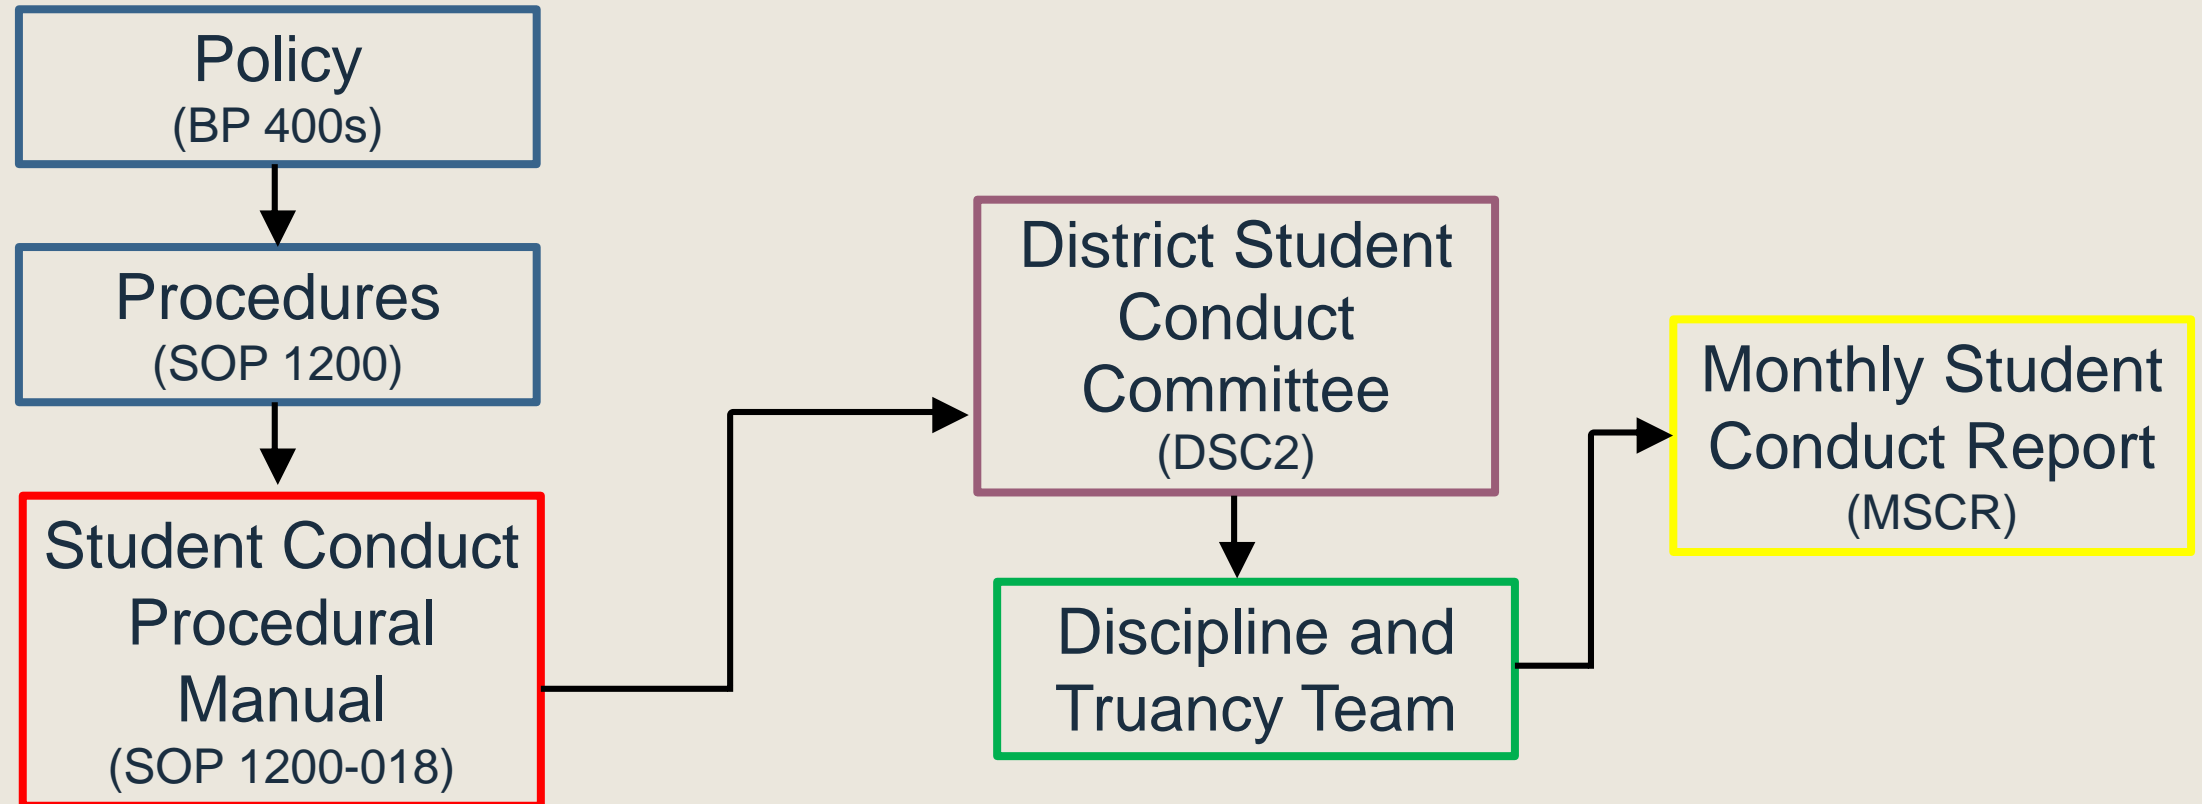 Policy
(BP 400s)
Procedures
(SOP 1200)
Student Conduct
Procedural
Manual
(SOP 1200-018)
District Student
Conduct
Committee
(DSC2)
Discipline and
Truancy Team
Monthly Student
Conduct Report
(MSCR)